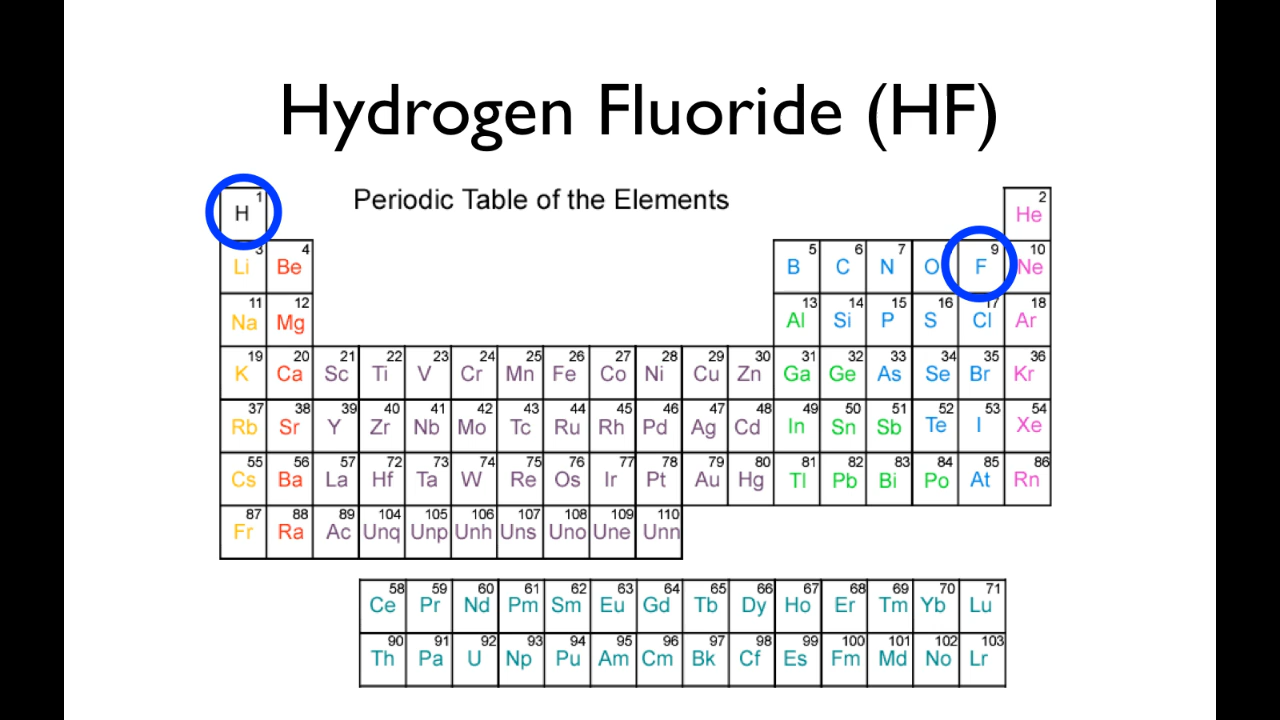 Hydrogen Fluoride (HF)
Periodic Table of the Elements
1 2
H He
3 4 5 6 7 9 10
Li Be B C N O F Ne
11 12 13 14 15 16 17 18
Na Mg Al Si P S Cl Ar
19 20 21 22 23 24 25 26 27 28 29 30 31 32 33 34 35 36
K Ca Sc Ti V Cr Mn Fe Co Ni Cu Zn Ga Ge As Se Br Kr
37 38 39 40 41 42 43 44 45 46 47 48 49 50 51 52 53 54
Rb Sr Y Zr Nb Mo Tc Ru Rh Pd Ag Cd In Sn Sb Te I Xe
55 56 57 72 73 74 75 76 77 78 79 80 81 82 83 84 85 86
Cs Ba La Hf Ta W Re Os Ir Pt Au Hg Tl Pb Bi Po At Rn
87 88 89 104 105 106 107 108 109 110
Fr Ra Ac Unq Unp Unh Uns Uno Une Unn
58 59 60 61 62 63 64 65 66 67 68 69 70 71
Ce Pr Nd Pm Sm Eu Gd Tb Dy Ho Er Tm Yb Lu
90 91 92 93 94 95 96 97 98 99 100 101 102 103
Th Pa U Np Pu Am Cm Bk Cf Es Fm Md No Lr